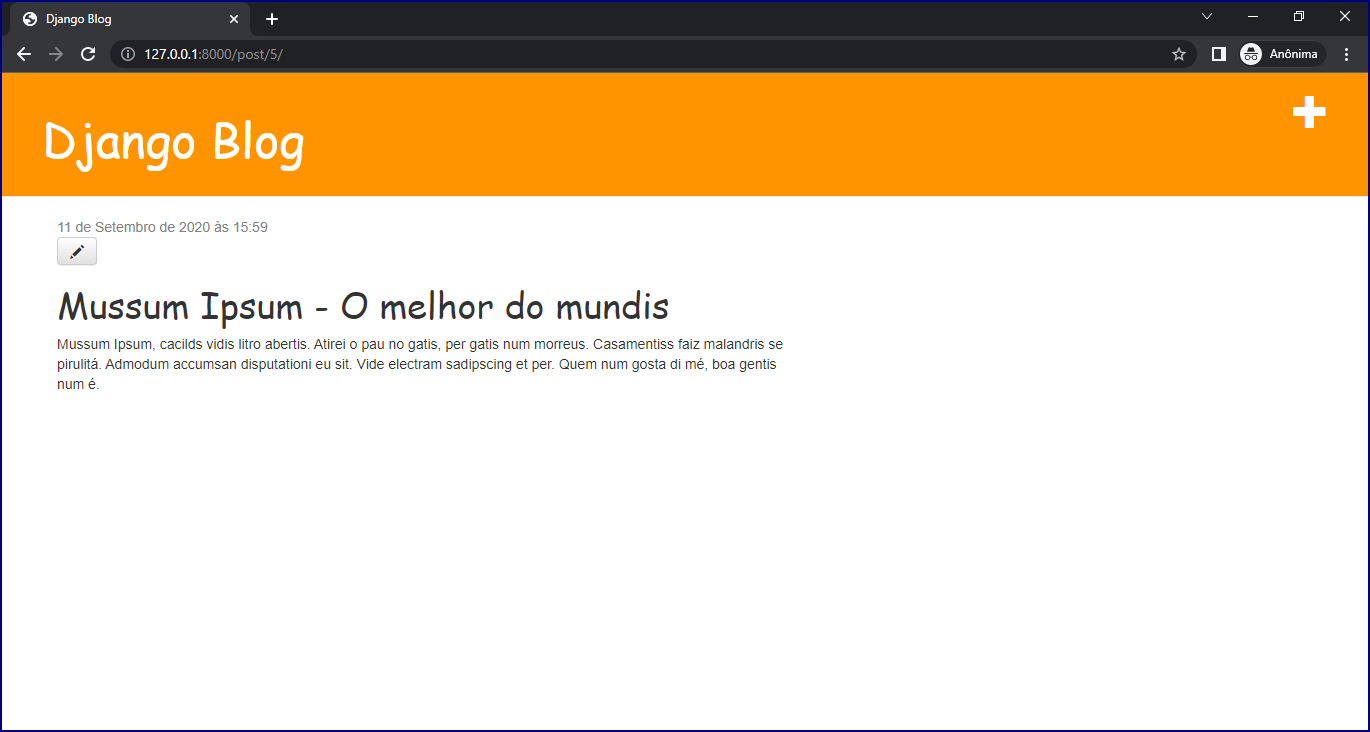 Django Blog
127.0.0.1:8000/post/5/
Anônima
Django Blog
11 de Setembro de 2020 às 15:59
Mussum Ipsum - O melhor do mundis
Mussum Ipsum, cacilds vidis litro abertis. Atirei o pau no gatis, per gatis num morreus. Casamentiss faiz malandris se
pirulitá. Admodum accumsan disputationi eu sit. Vide electram sadipscing et per. Quem num gosta di mé, boa gentis
num é.